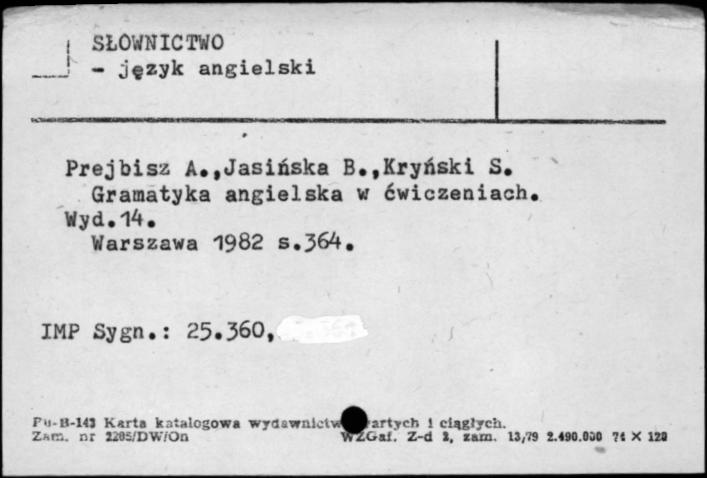 SŁOWNICTWO
- język angielski
Prejbisz A.,Jasińska B.,Kryński S.
Gramatyka angielska w ćwiczeniach.
Wyd.14.
Warszawa 1982 s.364.
IMP Sygn.: 25.360,
Pu-B-143 Karta katalogowa wydawnictw zwartych i ciągłych.
Zam. nr 2205/DW/On WZGaf. Z-d 2, zam. 13/79 2.490.000 74 X 120